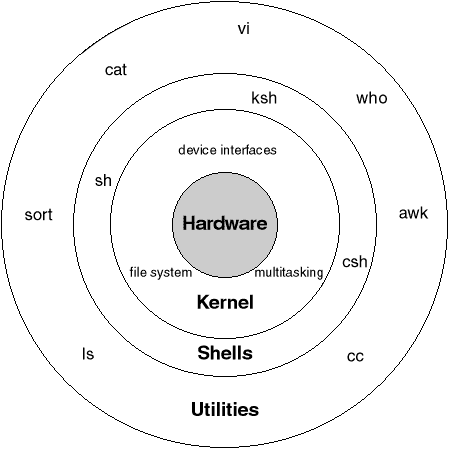 vi
cat
ksh
who
device interfaces
sh
sort
Hardware
awk
csh
file system
multitasking
Kernel
ls
Shells
cc
Utilities